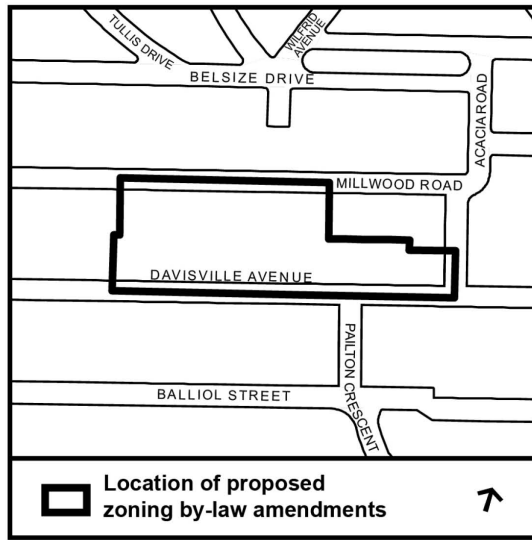 TULLIS DRIVE
WILFRID
AVENUE
BELSIZE DRIVE
ACACIA ROAD
MILLWOOD ROAD
DAVISVILLE AVENUE
PAILTON CRESCENT
BALLIOL STREET
Location of proposed
zoning by-law amendments